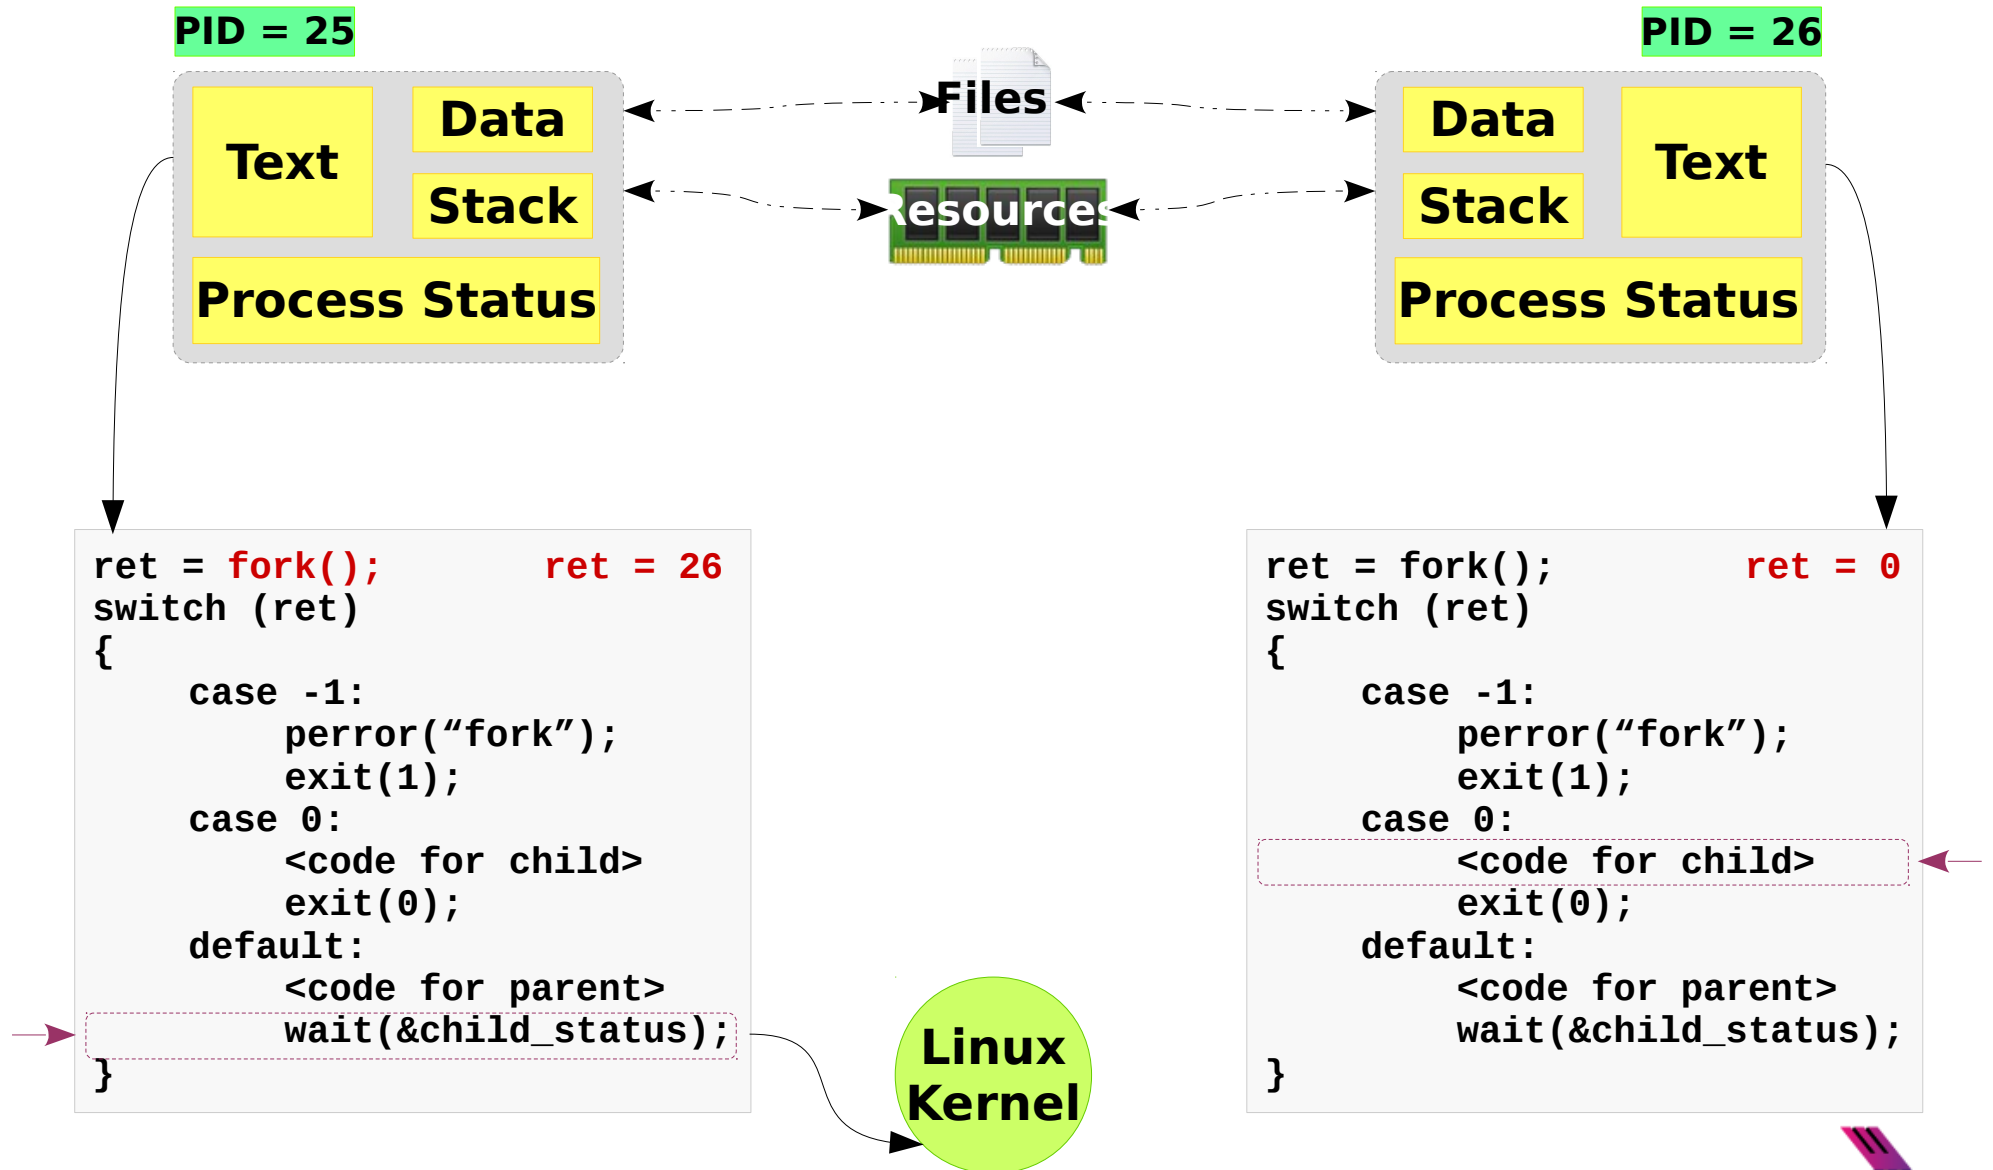 PID = 25
PID = 26
Text
Data
Stack
Process Status
Files
Resources
Data
Stack
Text
Process Status
ret = fork(); ret = 26
switch (ret)
{
case -1:
perror(“fork”);
exit(1);
case 0:
<code for child>
exit(0);
default:
<code for parent>
wait(&child_status);
}
ret = fork(); ret = 0
switch (ret)
{
case -1:
perror(“fork”);
exit(1);
case 0:
<code for child>
exit(0);
default:
<code for parent>
wait(&child_status);
}
Linux
Kernel